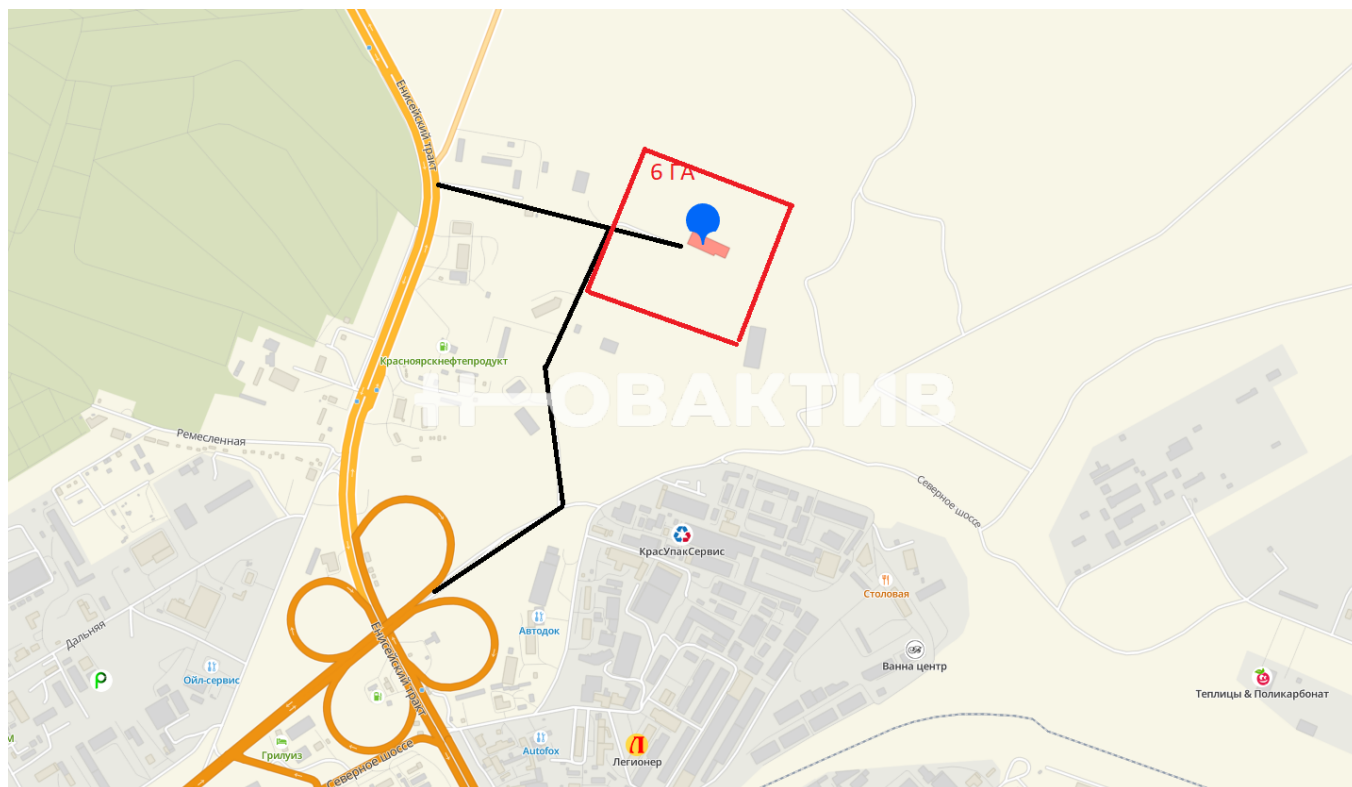 Енисейский тракт
6 ГА
Красноярскнефтепродукт
Н ОВАКТИВ
Ремесленная
Северное шоссе
КрасУпакСервис
Столовая
Автодок
Дальняя
Енисейский тракт
Ванна центр
Ойл-сервис
Теплицы & Поликарбонат
м
Грилуиз
Autofox
Л
Легионер
Северное шоссе